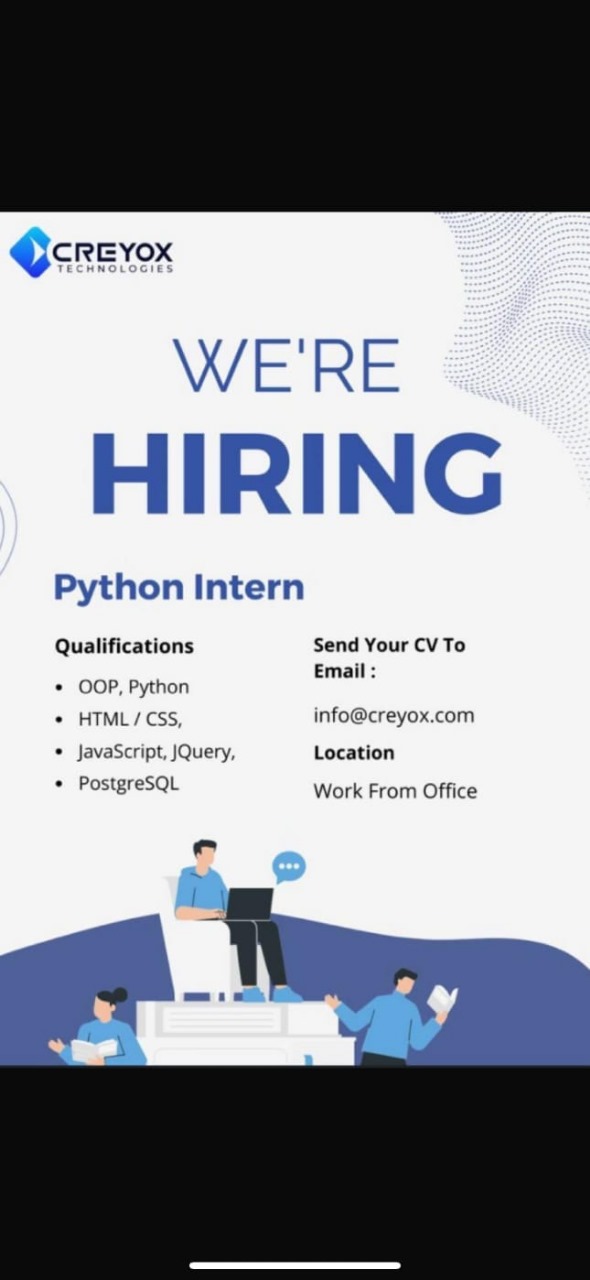 CREYOX
TECHNOLOGIES
WE'RE
HIRING
Python Intern
Qualifications
• OOP, Python
• HTML / CSS,
• JavaScript, JQuery,
• PostgreSQL
Send Your CV To
Email :
info@creyox.com
Location
Work From Office